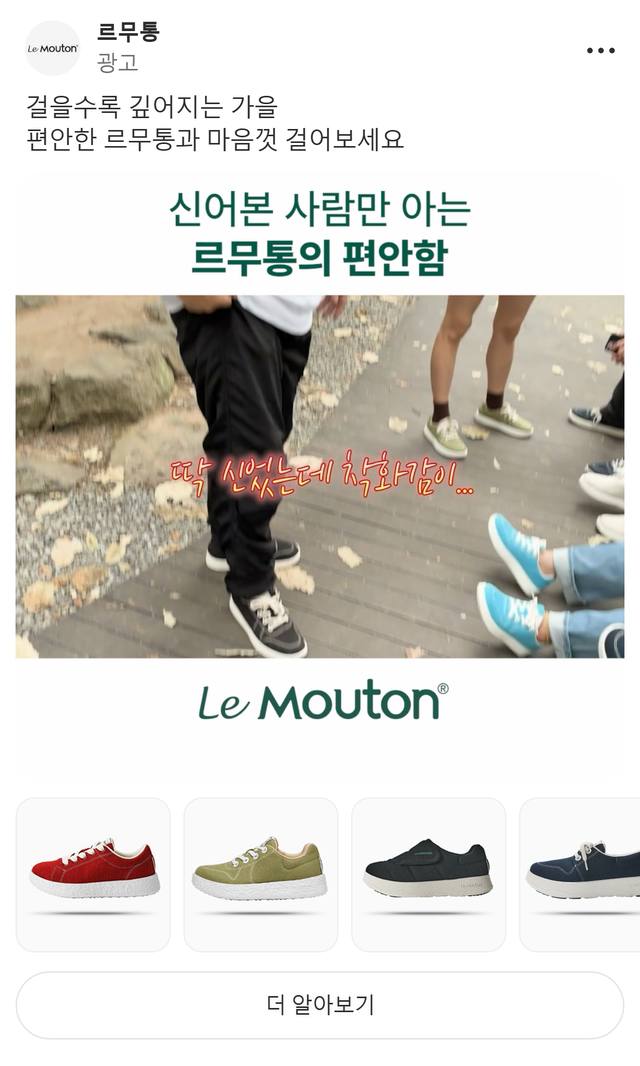 Le Mouton®
르무통
광고
걸을수록 깊어지는 가을
편안한 르무통과 마음껏 걸어보세요
신어본 사람만 아는
르무통의 편안함
딱 신었는데 착화감이...
Le Mouton®
더 알아보기